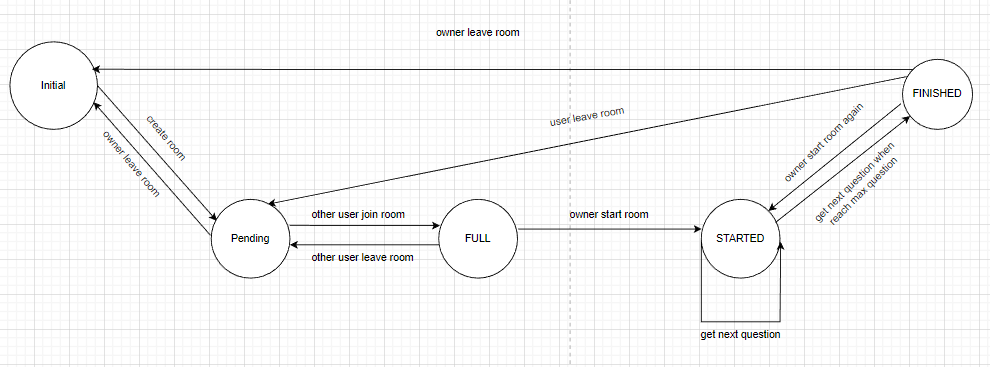 owner leave room
Initial
FINISHED
create room
owner leave room
user leave room
owner start room again
get next question when
reach max question
other user join room
owner start room
Pending
FULL
STARTED
other user leave room
get next question